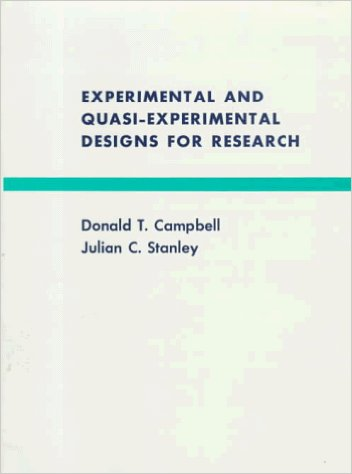 EXPERIMENTAL AND
QUASI-EXPERIMENTAL
DESIGNS FOR RESEARCH
Donald T. Campbell
Julian C. Stanley